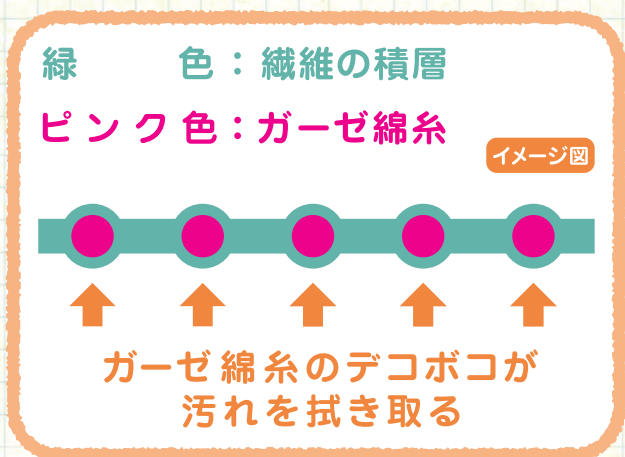 緑色：繊維の積層
ピンク色：ガーゼ綿糸
イメージ図
ガーゼ綿糸のデコボコが
汚れを拭き取る